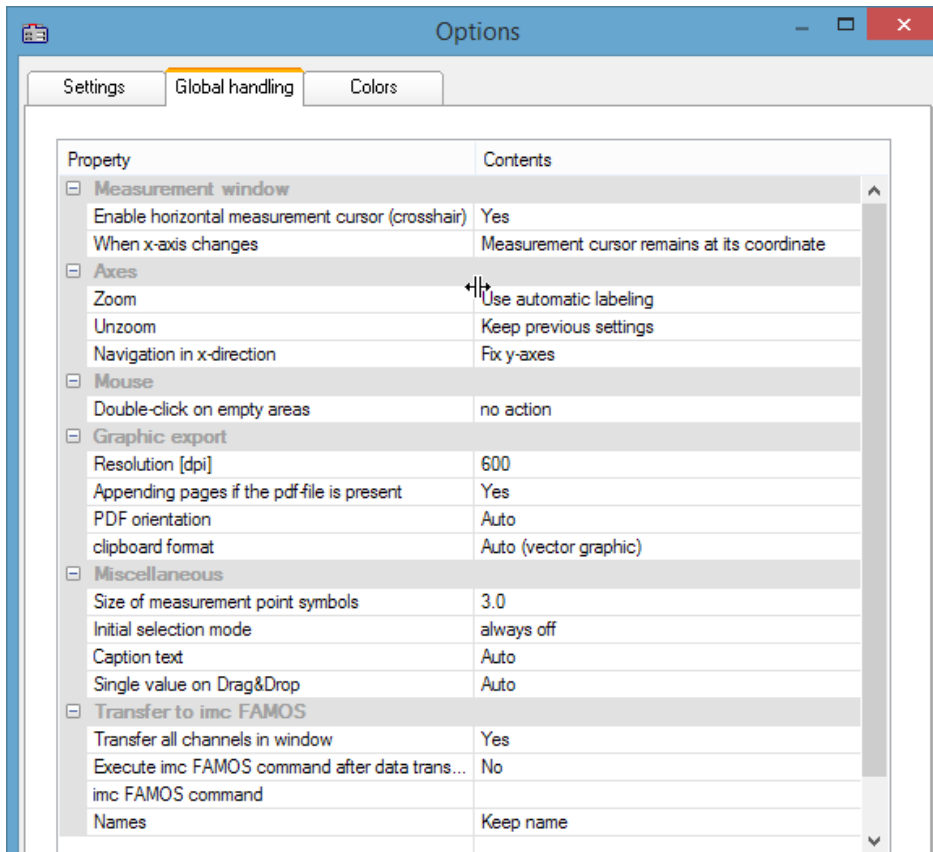 Options
Settings Global handling Colors
Property Contents
Measurement window
Enable horizontal measurement cursor (crosshair) Yes
When x-axis changes Measurement cursor remains at its coordinate
Axes
Zoom Use automatic labeling
Unzoom Keep previous settings
Navigation in x-direction Fix y-axes
Mouse
Double-click on empty areas no action
Graphic export
Resolution [dpi] 600
Appending pages if the pdf-file is present Yes
PDF orientation Auto
clipboard format Auto (vector graphic)
Miscellaneous
Size of measurement point symbols 3.0
Initial selection mode always off
Caption text Auto
Single value on Drag&Drop Auto
Transfer to imc FAMOS
Transfer all channels in window Yes
Execute imc FAMOS command after data trans... No
imc FAMOS command
Names Keep name